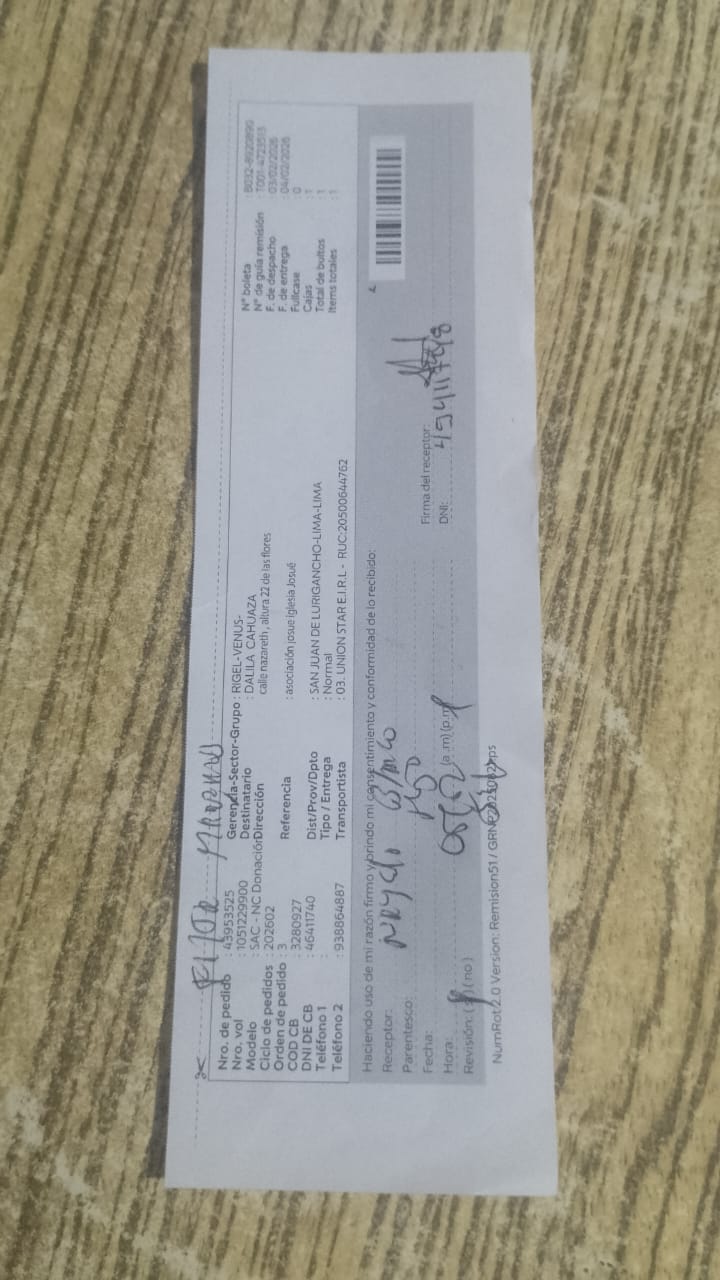 Nro. de pedido : 43953525
Nro. vol : 1051229900
Modelo : SAC - NC Donación
Ciclo de pedidos : 202602
Orden de pedido : 3
COD CB : 3280927
DNI DE CB : 46411740
Teléfono 1 :
Teléfono 2 : 938864887
Gerencia-Sector-Grupo : RIGEL-VENUS-
Destinatario : DALILA CAHUAZA
Dirección calle nazareth , altura 22 de las flores
Referencia : asociación josue iglesia Josué
Dist/Prov/Dpto : SAN JUAN DE LURIGANCHO-LIMA-LIMA
Tipo / Entrega : Normal
Transportista : 03. UNION STAR E.I.R.L - RUC:20500644762
N° boleta
N° de guía remisión
F. de despacho : 03/02/2026
F. de entrega : 04/02/2026
Fullcase : 0
Cajas : 1
Total de bultos : 1
Items totales : 1
Haciendo uso de mi razón firmo y brindo mi consentimiento y conformidad de lo recibido:
Receptor:
Parentesco:
Fecha:
Hora: (a.m) (p.m)
Revisión: ( ) (no)
Firma del receptor:
DNI:
NumRot 2.0 Version: Remision51 /